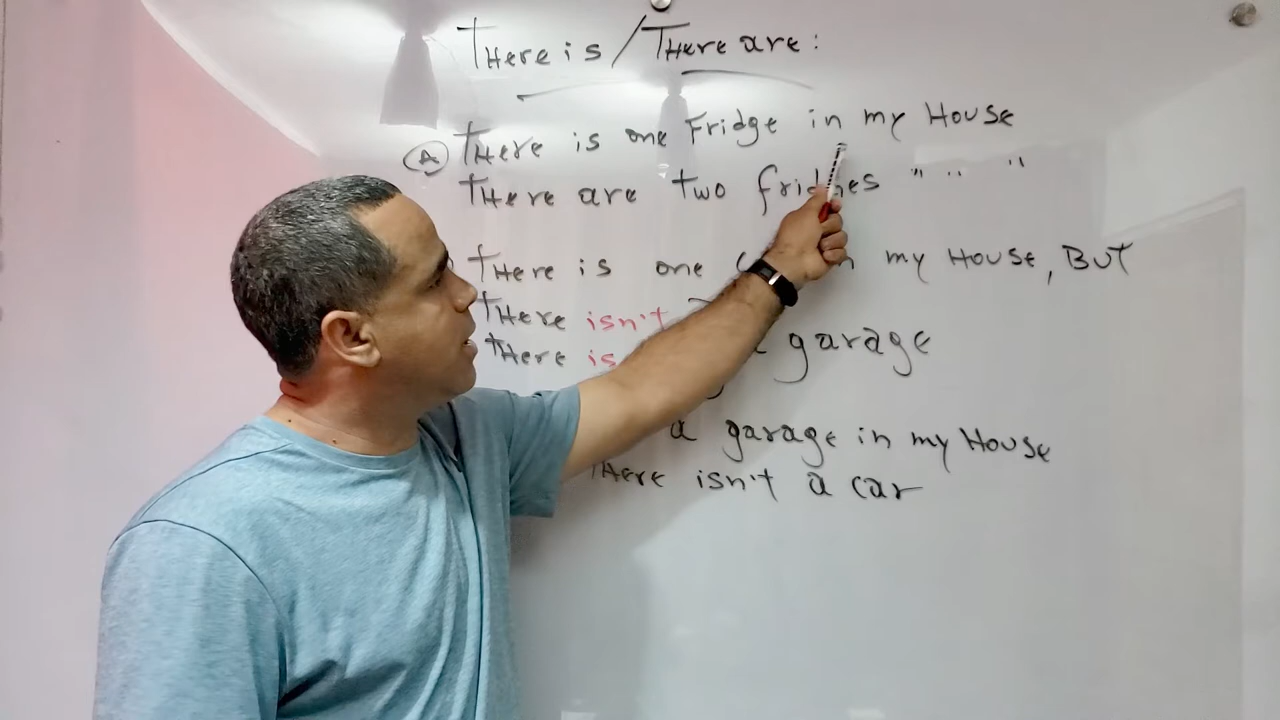 THere is / THere are:
A THere is one Fridge in my House
THere are two fridges " " "
THere is one in my House, BuT
THere isn't
THere is garage
a garage in my House
THere isn't a car